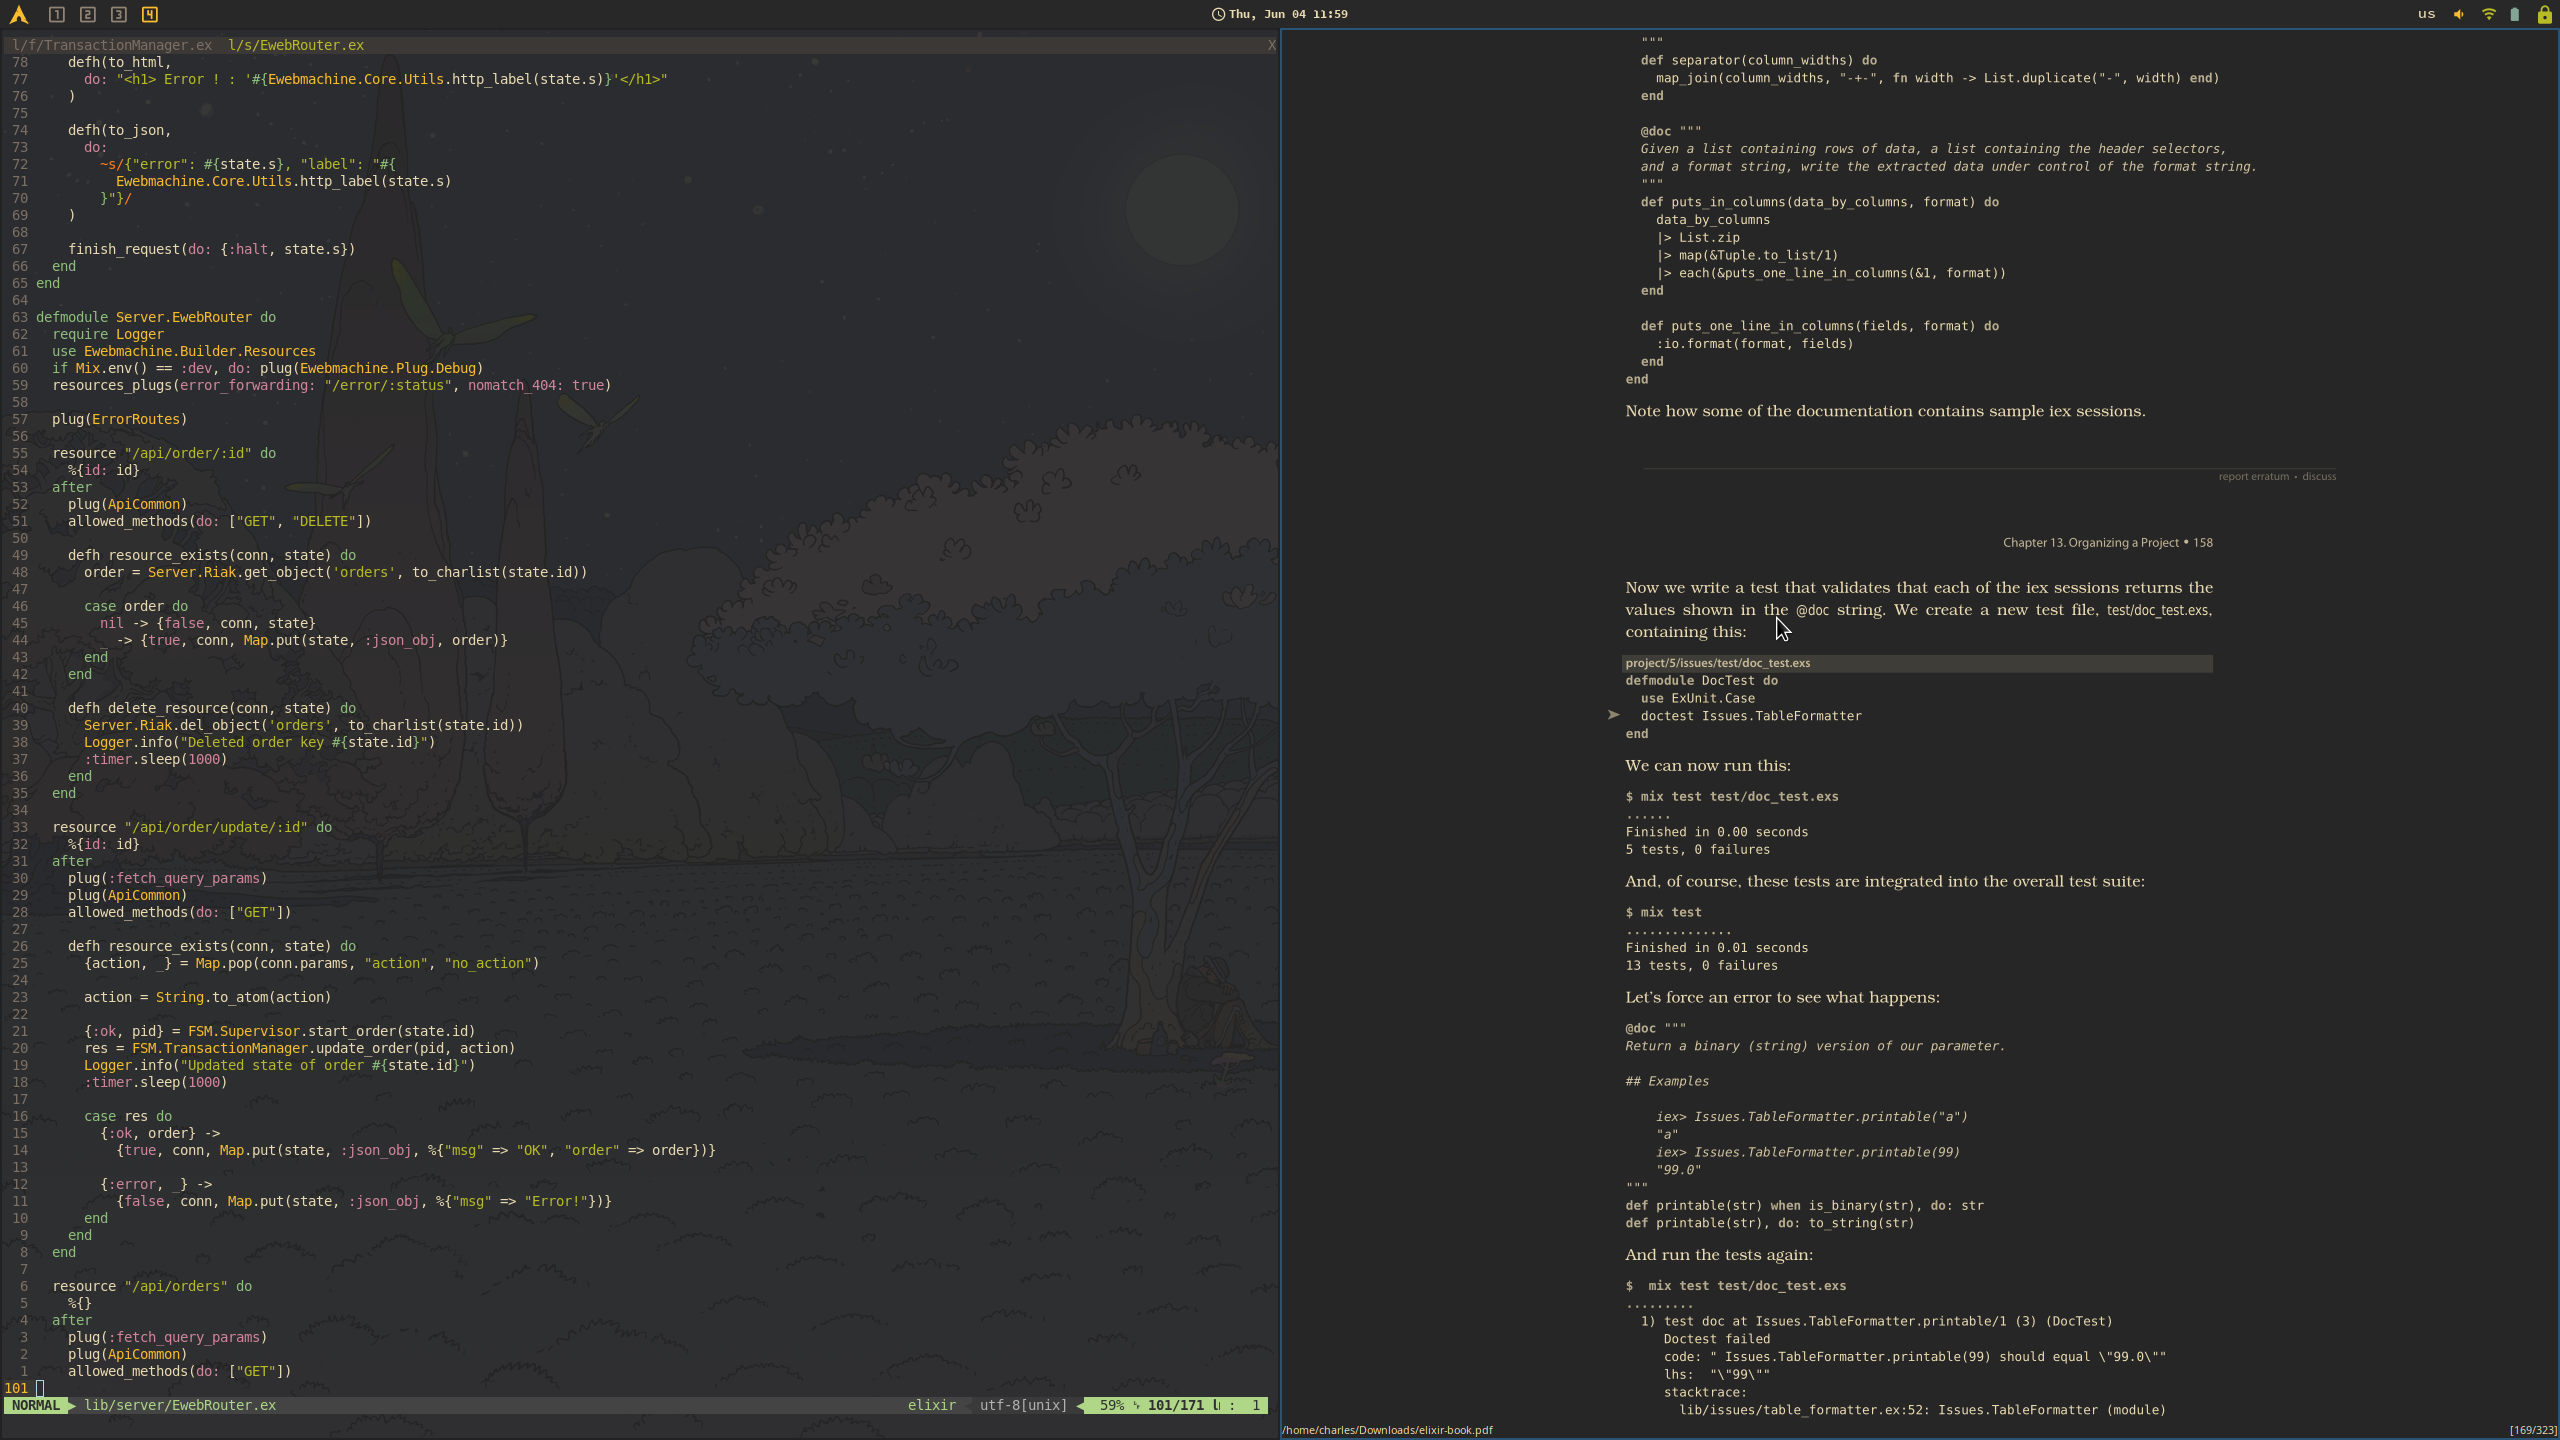 1 2 3 4 Thu, Jun 04 11:59 us
l/f/TransactionManager.ex l/s/EwebRouter.ex X
78     defh(to_html,
77       do: "<h1> Error ! : '#{Ewebmachine.Core.Utils.http_label(state.s)}'</h1>"
76     )
75
74     defh(to_json,
73       do:
72         ~s/{"error": #{state.s}, "label": "#{
71           Ewebmachine.Core.Utils.http_label(state.s)
70         }"}/
69     )
68
67     finish_request(do: {:halt, state.s})
66   end
65 end
64
63 defmodule Server.EwebRouter do
62   require Logger
61   use Ewebmachine.Builder.Resources
60   if Mix.env() == :dev, do: plug(Ewebmachine.Plug.Debug)
59   resources_plugs(error_forwarding: "/error/:status", nomatch_404: true)
58
57   plug(ErrorRoutes)
56
55   resource "/api/order/:id" do
54     %{id: id}
53   after
52     plug(ApiCommon)
51     allowed_methods(do: ["GET", "DELETE"])
50
49     defh resource_exists(conn, state) do
48       order = Server.Riak.get_object('orders', to_charlist(state.id))
47
46       case order do
45         nil -> {false, conn, state}
44         _ -> {true, conn, Map.put(state, :json_obj, order)}
43       end
42     end
41
40     defh delete_resource(conn, state) do
39       Server.Riak.del_object('orders', to_charlist(state.id))
38       Logger.info("Deleted order key #{state.id}")
37       :timer.sleep(1000)
36     end
35   end
34
33   resource "/api/order/update/:id" do
32     %{id: id}
31   after
30     plug(:fetch_query_params)
29     plug(ApiCommon)
28     allowed_methods(do: ["GET"])
27
26     defh resource_exists(conn, state) do
25       {action, _} = Map.pop(conn.params, "action", "no_action")
24
23       action = String.to_atom(action)
22
21       {:ok, pid} = FSM.Supervisor.start_order(state.id)
20       res = FSM.TransactionManager.update_order(pid, action)
19       Logger.info("Updated state of order #{state.id}")
18       :timer.sleep(1000)
17
16       case res do
15         {:ok, order} ->
14           {true, conn, Map.put(state, :json_obj, %{"msg" => "OK", "order" => order})}
13
12         {:error, _} ->
11           {false, conn, Map.put(state, :json_obj, %{"msg" => "Error!"})}
10       end
9     end
8   end
7
6   resource "/api/orders" do
5     %{}
4   after
3     plug(:fetch_query_params)
2     plug(ApiCommon)
1     allowed_methods(do: ["GET"])
101
NORMAL lib/server/EwebRouter.ex elixir utf-8[unix] 59% 101/171 : 1
"""
def separator(column_widths) do
  map_join(column_widths, "-+-", fn width -> List.duplicate("-", width) end)
end
@doc """
Given a list containing rows of data, a list containing the header selectors,
and a format string, write the extracted data under control of the format string.
"""
def puts_in_columns(data_by_columns, format) do
  data_by_columns
  |> List.zip
  |> map(&Tuple.to_list/1)
  |> each(&puts_one_line_in_columns(&1, format))
end
def puts_one_line_in_columns(fields, format) do
  :io.format(format, fields)
end
end
Note how some of the documentation contains sample iex sessions.
report erratum • discuss
Chapter 13. Organizing a Project • 158
Now we write a test that validates that each of the iex sessions returns the
values shown in the @doc string. We create a new test file, test/doc_test.exs,
containing this:
project/5/issues/test/doc_test.exs
defmodule DocTest do
  use ExUnit.Case
➤ doctest Issues.TableFormatter
end
We can now run this:
$ mix test test/doc_test.exs
......
Finished in 0.00 seconds
5 tests, 0 failures
And, of course, these tests are integrated into the overall test suite:
$ mix test
..............
Finished in 0.01 seconds
13 tests, 0 failures
Let's force an error to see what happens:
@doc """
Return a binary (string) version of our parameter.
## Examples
    iex> Issues.TableFormatter.printable("a")
    "a"
    iex> Issues.TableFormatter.printable(99)
    "99.0"
"""
def printable(str) when is_binary(str), do: str
def printable(str), do: to_string(str)
And run the tests again:
$  mix test test/doc_test.exs
.........
  1) test doc at Issues.TableFormatter.printable/1 (3) (DocTest)
     Doctest failed
     code: " Issues.TableFormatter.printable(99) should equal \"99.0\""
     lhs:  "\"99\""
     stacktrace:
       lib/issues/table_formatter.ex:52: Issues.TableFormatter (module)
/home/charles/Downloads/elixir-book.pdf [169/323]